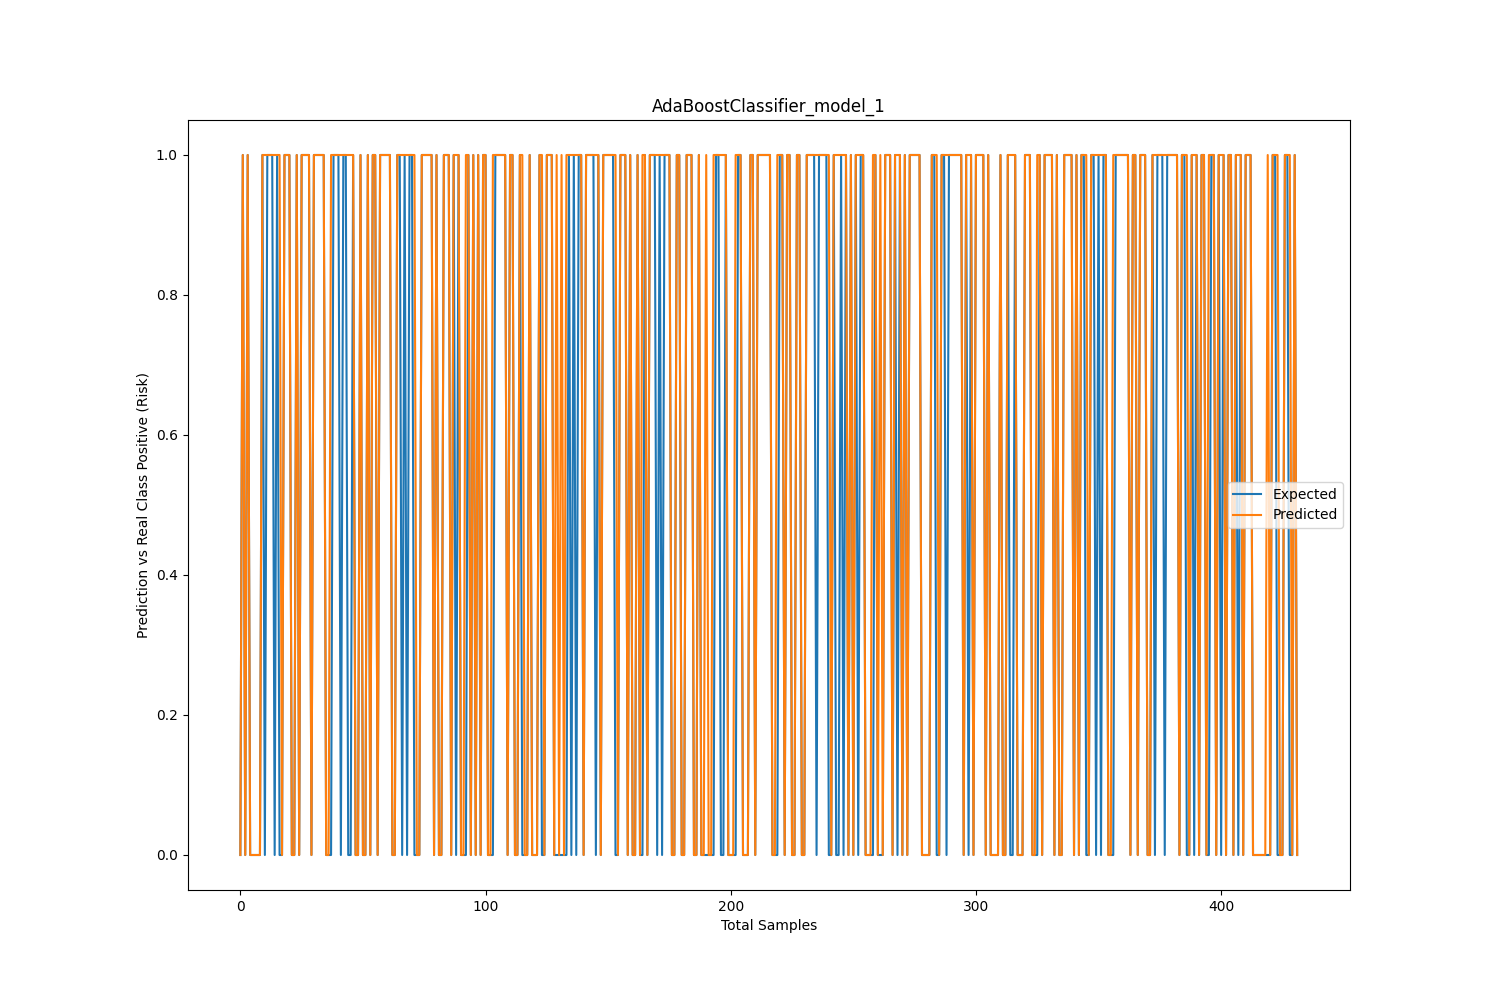 AdaBoostClassifier_model_1
1.0
0.8
0.6
0.4
0.2
0.0
Prediction vs Real Class Positive (Risk)
Expected
Predicted
0
100
200
300
400
Total Samples